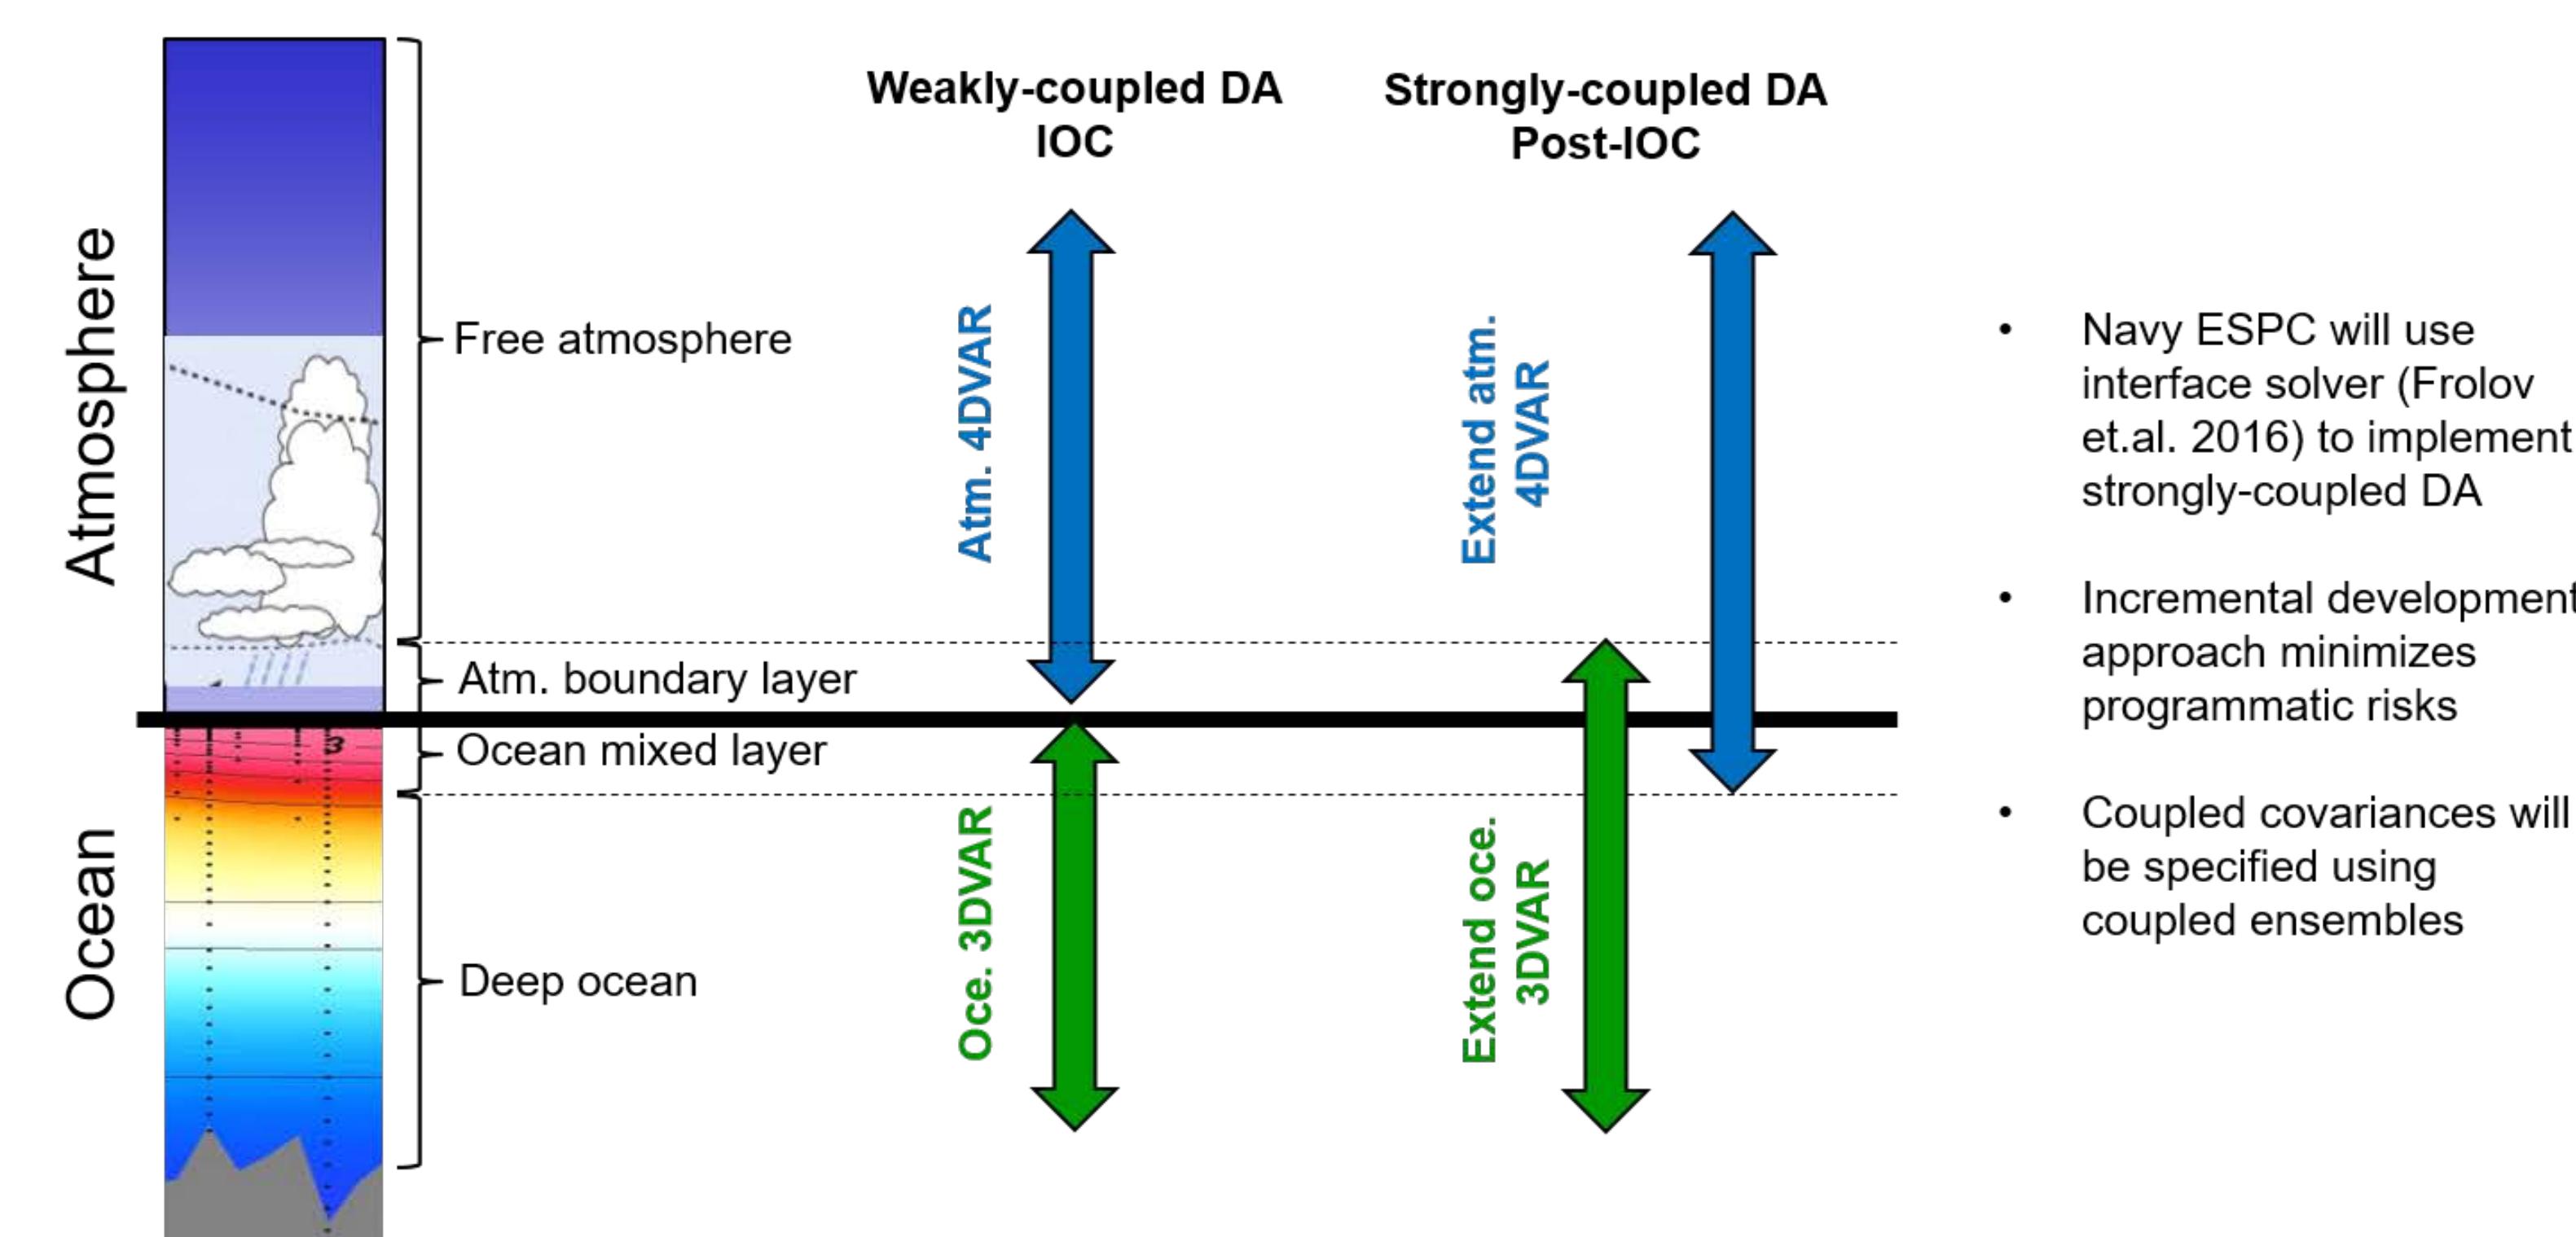 Weakly-coupled DA
IOC
Strongly-coupled DA
Post-IOC
Atmosphere
Free atmosphere
Atm. 4DVAR
Extend atm.
4DVAR
Atm. boundary layer
Ocean mixed layer
3
Ocean
Deep ocean
Oce. 3DVAR
Extend oce.
3DVAR
• Navy ESPC will use
interface solver (Frolov
et.al. 2016) to implement
strongly-coupled DA
• Incremental development
approach minimizes
programmatic risks
• Coupled covariances will
be specified using
coupled ensembles